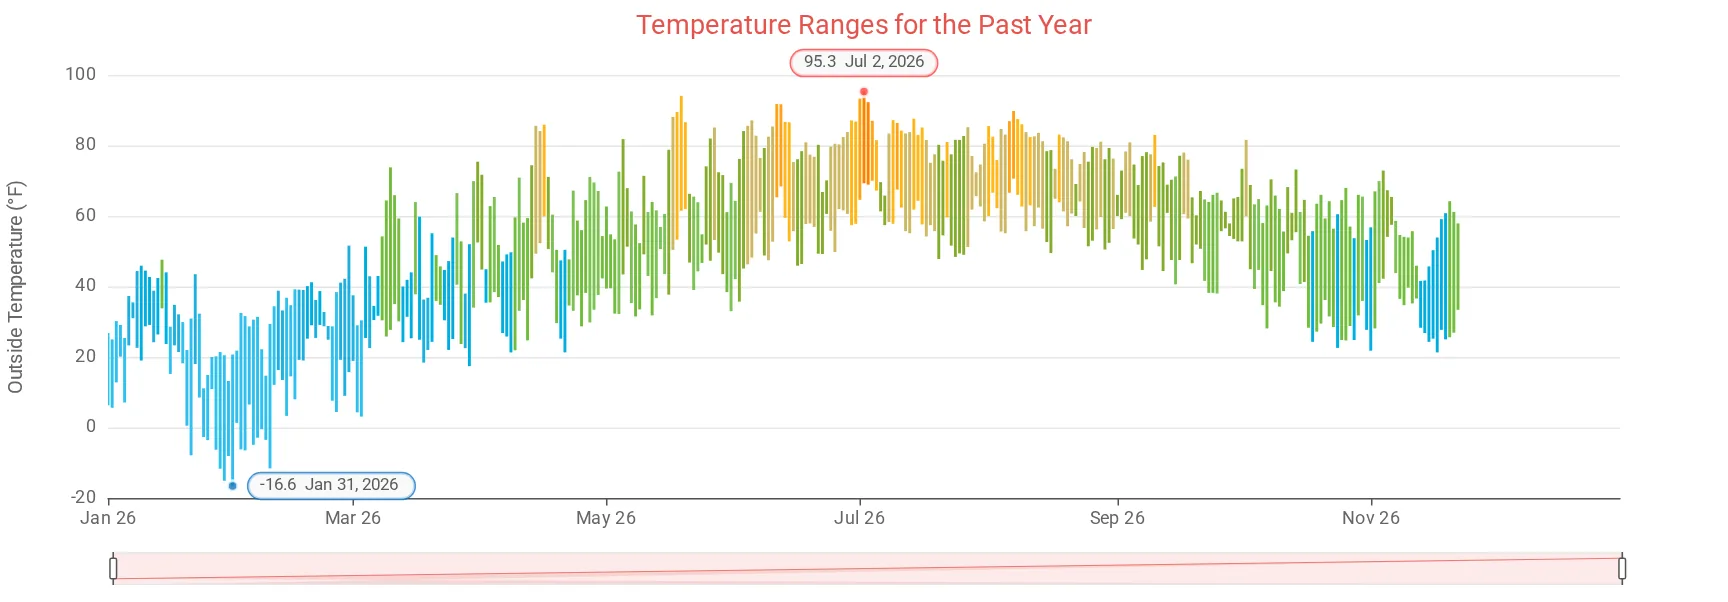 Temperature Ranges for the Past Year
95.3 Jul 2, 2026
100
80
60
40
20
0
-20
Outside Temperature (°F)
-16.6 Jan 31, 2026
Jan 26
Mar 26
May 26
Jul 26
Sep 26
Nov 26